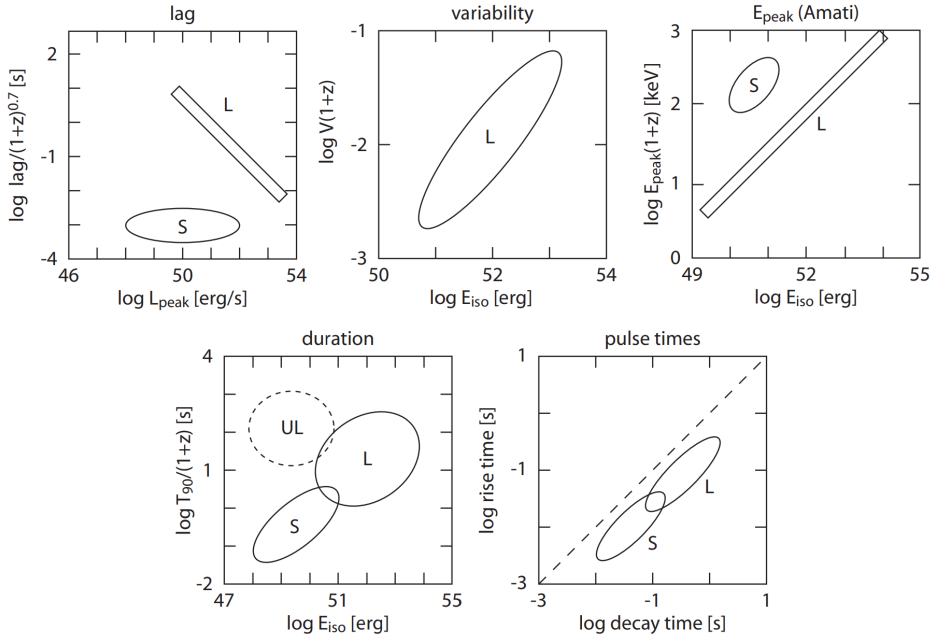 lag
log lag/(1+z)^0.7 [s]
2
-1
-4
L
S
46
50
54
log L_peak [erg/s]
variability
log V(1+z)
-1
-2
-3
L
50
52
54
log E_iso [erg]
E_peak (Amati)
log E_peak(1+z) [keV]
3
2
1
0
S
L
49
52
55
log E_iso [erg]
duration
log T_90/(1+z) [s]
4
1
-2
UL
L
S
47
51
55
log E_iso [erg]
pulse times
log rise time [s]
1
-1
-3
L
S
-3
-1
1
log decay time [s]